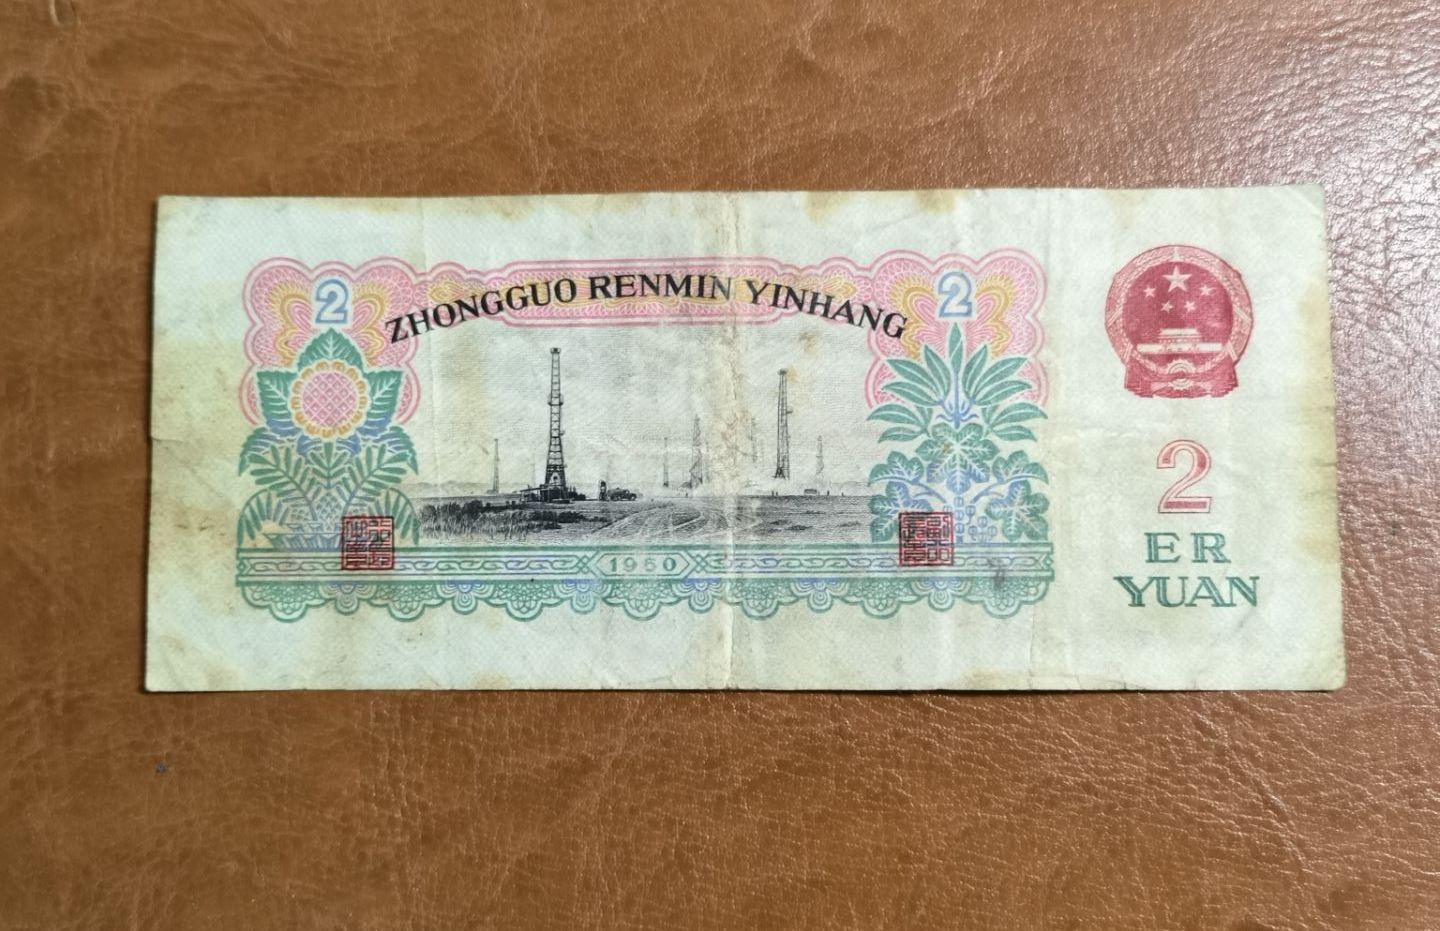 2
2
ZHONGGUO RENMIN YINHANG
2
ER
YUAN
1960